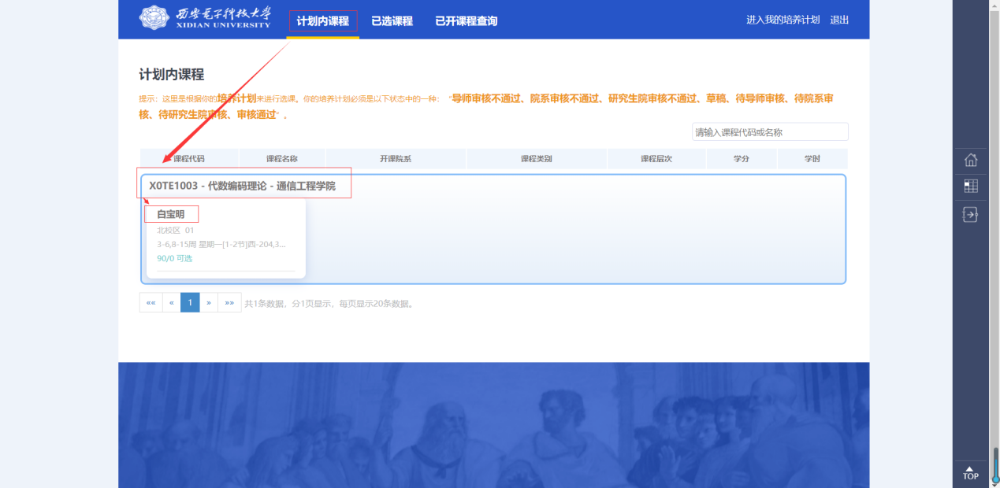 西安电子科技大学
XIDIAN UNIVERSITY
计划内课程 已选课程 已开课程查询
进入我的培养计划 退出
计划内课程
提示：这里是根据你的培养计划来进行选课。你的培养计划必须是以下状态中的一种： “导师审核不通过、院系审核不通过、研究生院审核不通过、草稿、待导师审核、待院系审
核、待研究生院审核、审核通过” 。
请输入课程代码或名称
课程代码 课程名称 开课院系 课程类别 课程层次 学分 学时
X0TE1003 - 代数编码理论 - 通信工程学院
白宝明
北校区 01
3-6,8-15周 星期一[1-2节]西-204,3...
90/0 可选
«« « 1 » »» 共1条数据，分1页显示，每页显示20条数据。
TOP